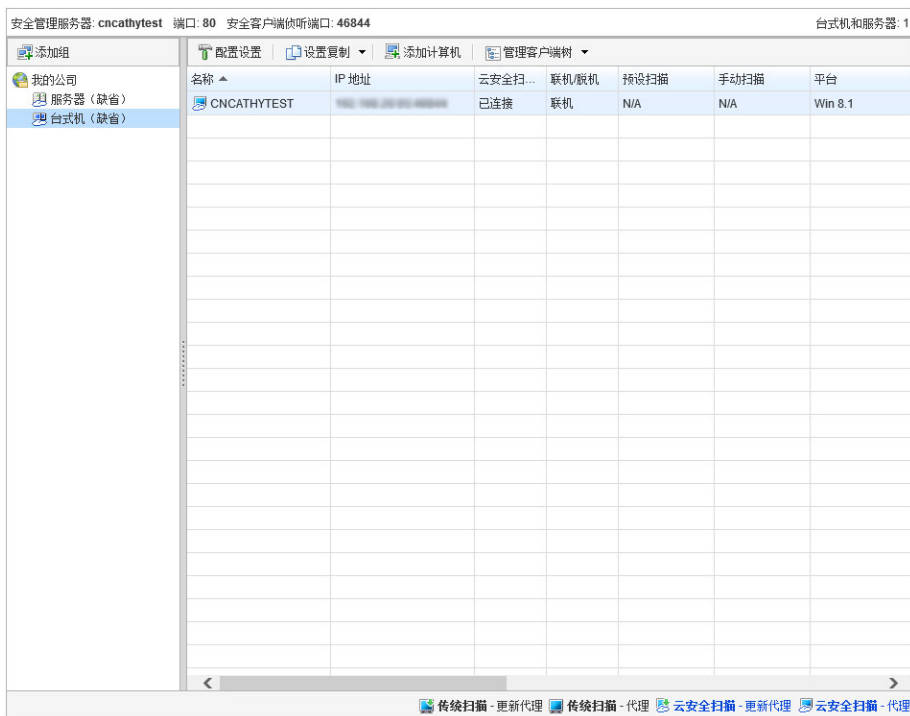 安全管理服务器: cncathytest 端口: 80 安全客户端侦听端口: 46844 台式机和服务器: 1
添加组 配置设置 设置复制 添加计算机 管理客户端树
我的公司
服务器（缺省）
台式机（缺省）
名称 IP 地址 云安全扫... 联机/脱机 预设扫描 手动扫描 平台
CNCATHYTEST 已连接 联机 N/A N/A Win 8.1
传统扫描 - 更新代理 传统扫描 - 代理 云安全扫描 - 更新代理 云安全扫描 - 代理